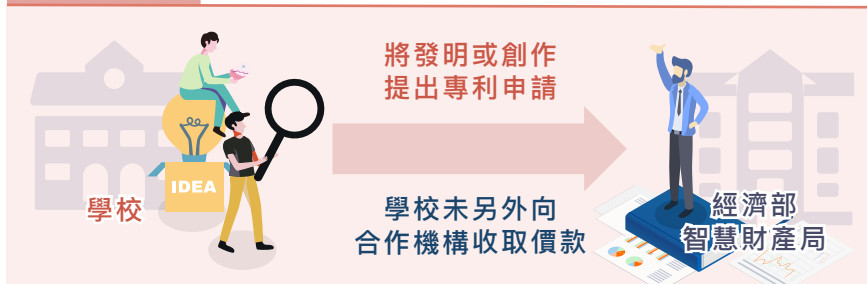 將發明或創作
提出專利申請
IDEA
學校
學校未另外向
合作機構收取價款
經濟部
智慧財產局